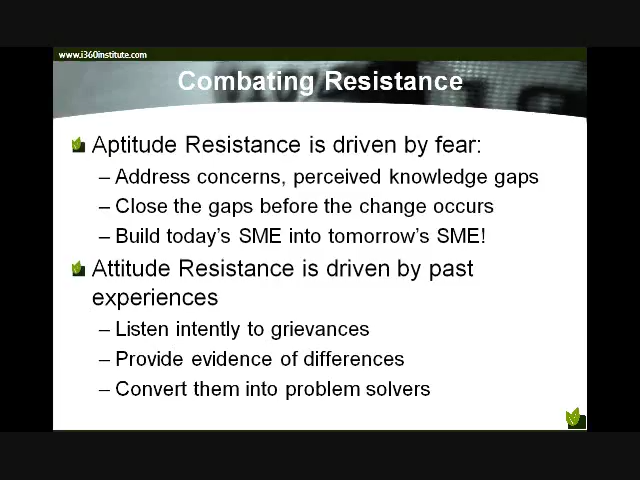 www.i360institute.com
Combating Resistance
Aptitude Resistance is driven by fear:
– Address concerns, perceived knowledge gaps
– Close the gaps before the change occurs
– Build today's SME into tomorrow's SME!
Attitude Resistance is driven by past
experiences
– Listen intently to grievances
– Provide evidence of differences
– Convert them into problem solvers